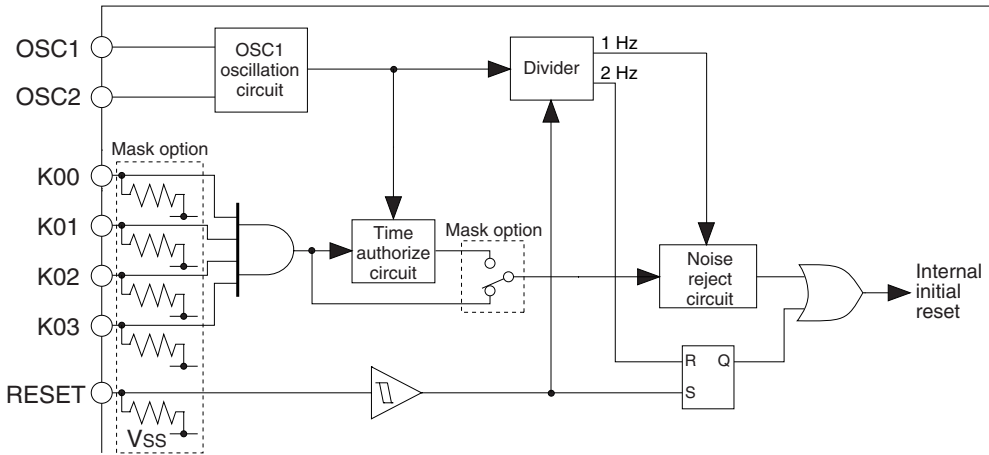 OSC1
OSC2
OSC1
oscillation
circuit
Divider
1 Hz
2 Hz
Mask option
K00
K01
K02
K03
RESET
VSS
Time
authorize
circuit
Mask option
Noise
reject
circuit
R Q
S
Internal
initial
reset